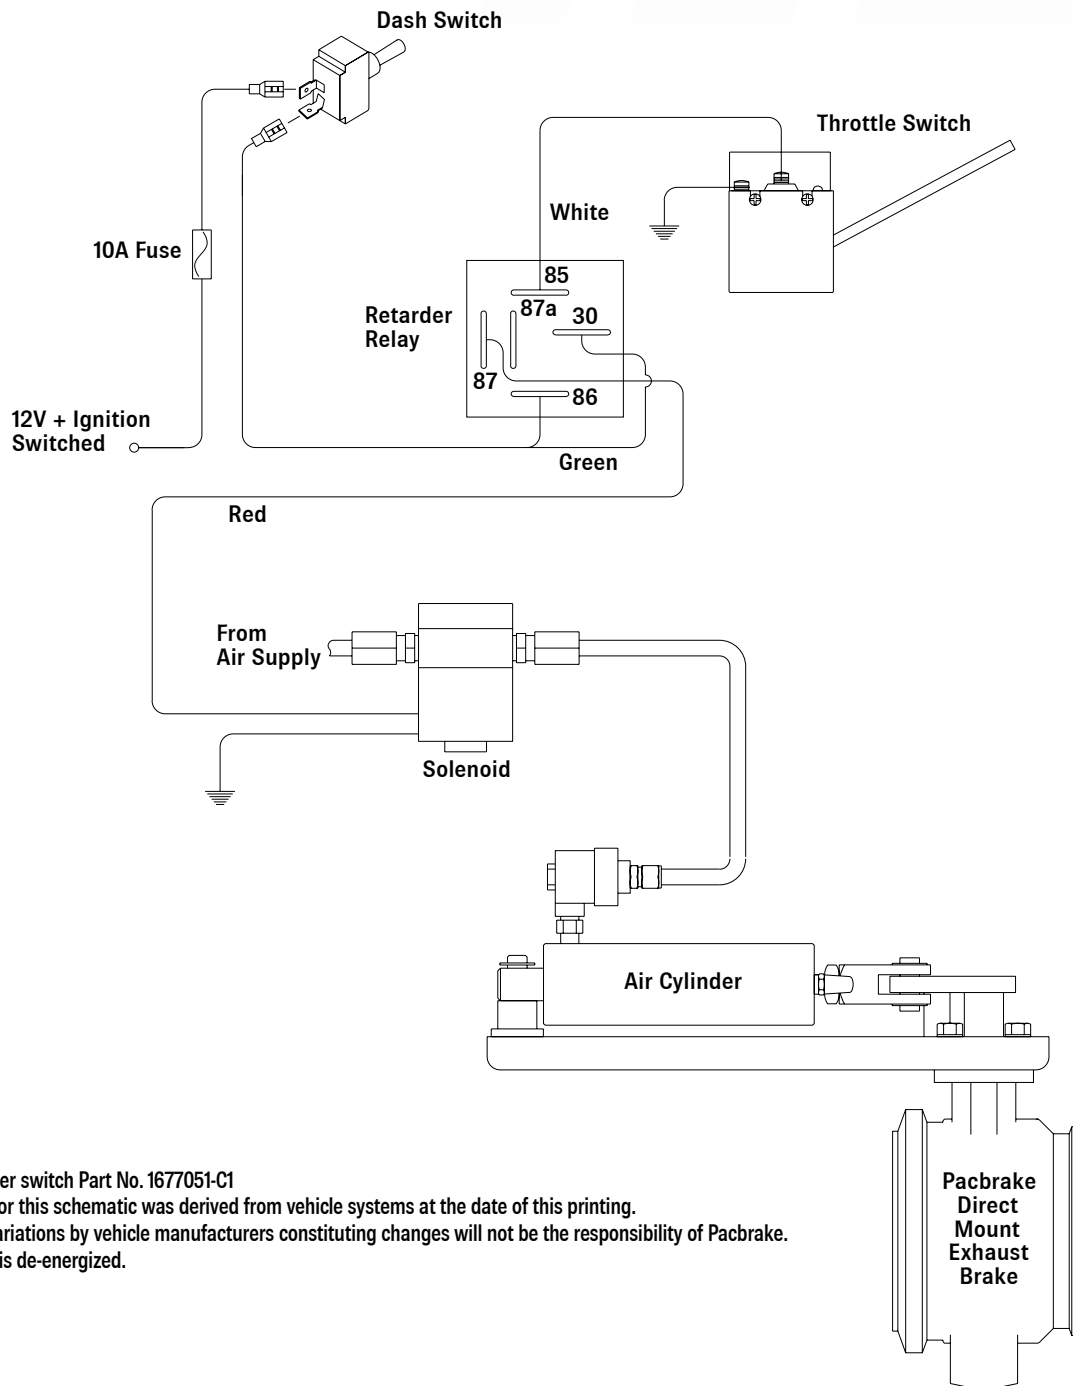 Dash Switch
Throttle Switch
White
10A Fuse
85
87a
30
Retarder
Relay
87
86
12V + Ignition
Switched
Green
Red
From
Air Supply
Solenoid
Air Cylinder
er switch Part No. 1677051-C1
or this schematic was derived from vehicle systems at the date of this printing.
ariations by vehicle manufacturers constituting changes will not be the responsibility of Pacbrake.
is de-energized.
Pacbrake
Direct
Mount
Exhaust
Brake